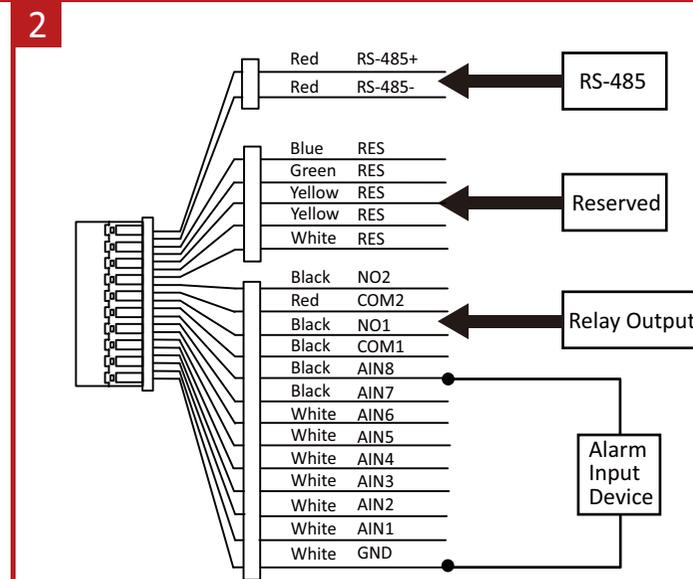 2
Red RS-485+
Red RS-485-
RS-485
Blue RES
Green RES
Yellow RES
Yellow RES
White RES
Reserved
Black NO2
Red COM2
Black NO1
Black COM1
Relay Output
Black AIN8
Black AIN7
White AIN6
White AIN5
White AIN4
White AIN3
White AIN2
White AIN1
White GND
Alarm
Input
Device